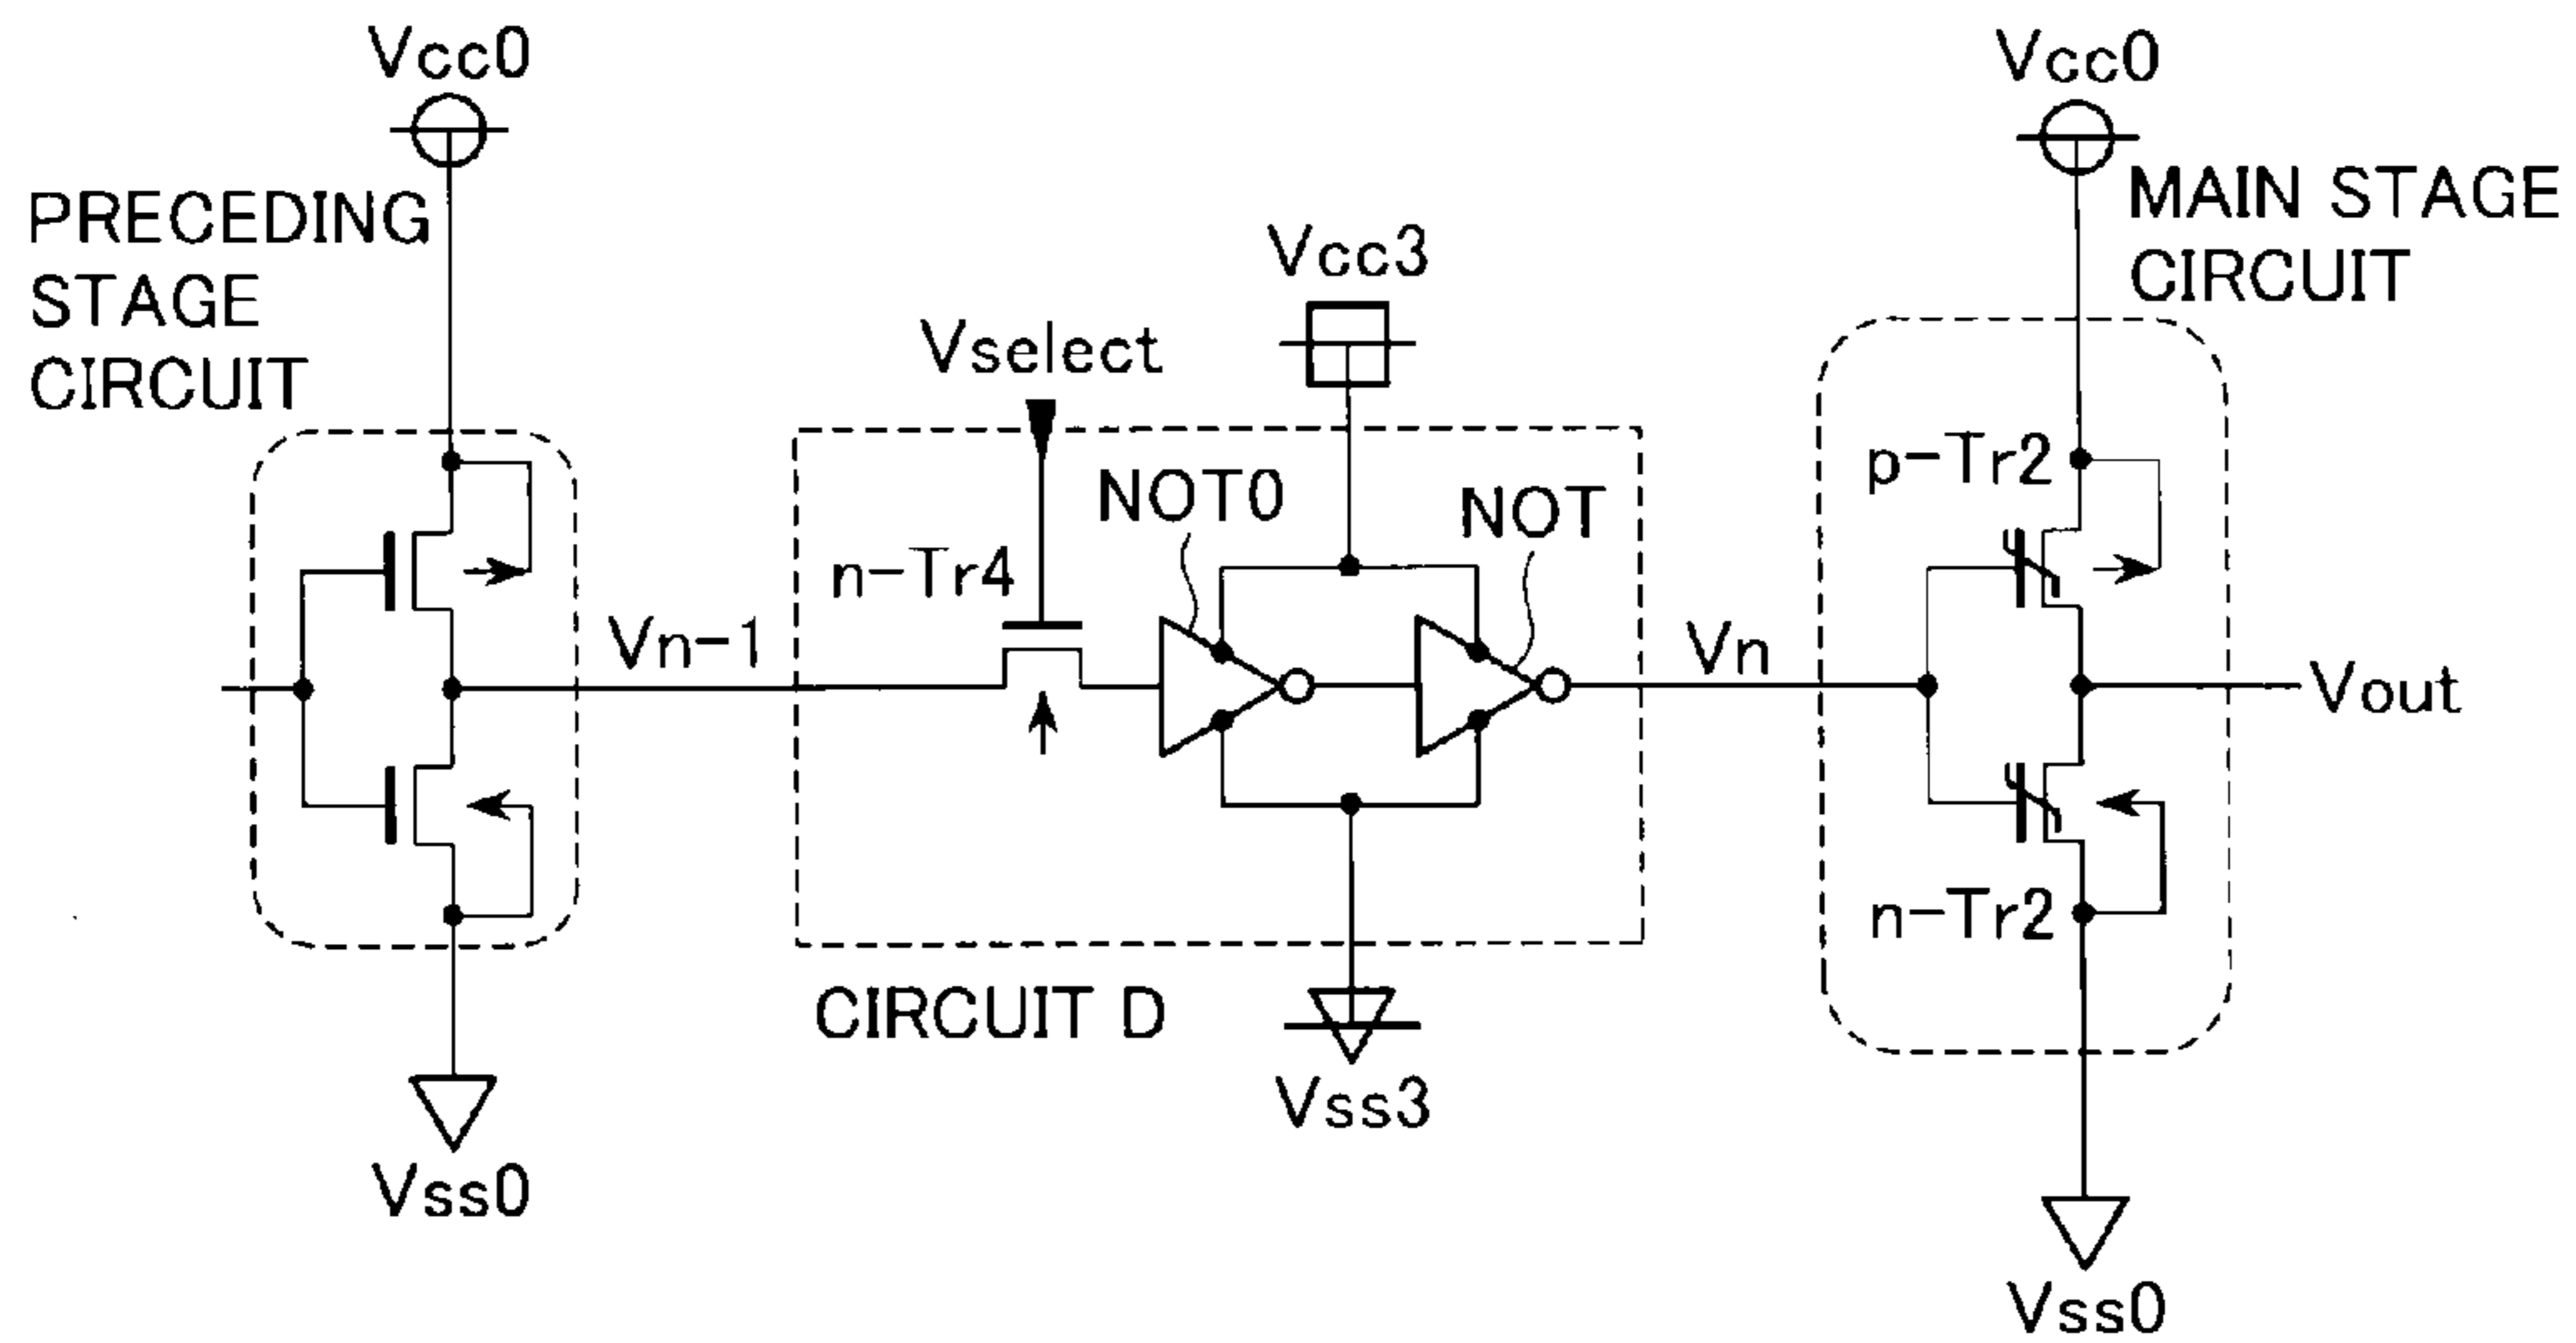 Vcc0
Vcc0
PRECEDING
STAGE
CIRCUIT
MAIN STAGE
CIRCUIT
Vcc3
Vselect
NOT0
NOT
n-Tr4
p-Tr2
Vn-1
Vn
Vout
n-Tr2
CIRCUIT D
Vss3
Vss0
Vss0